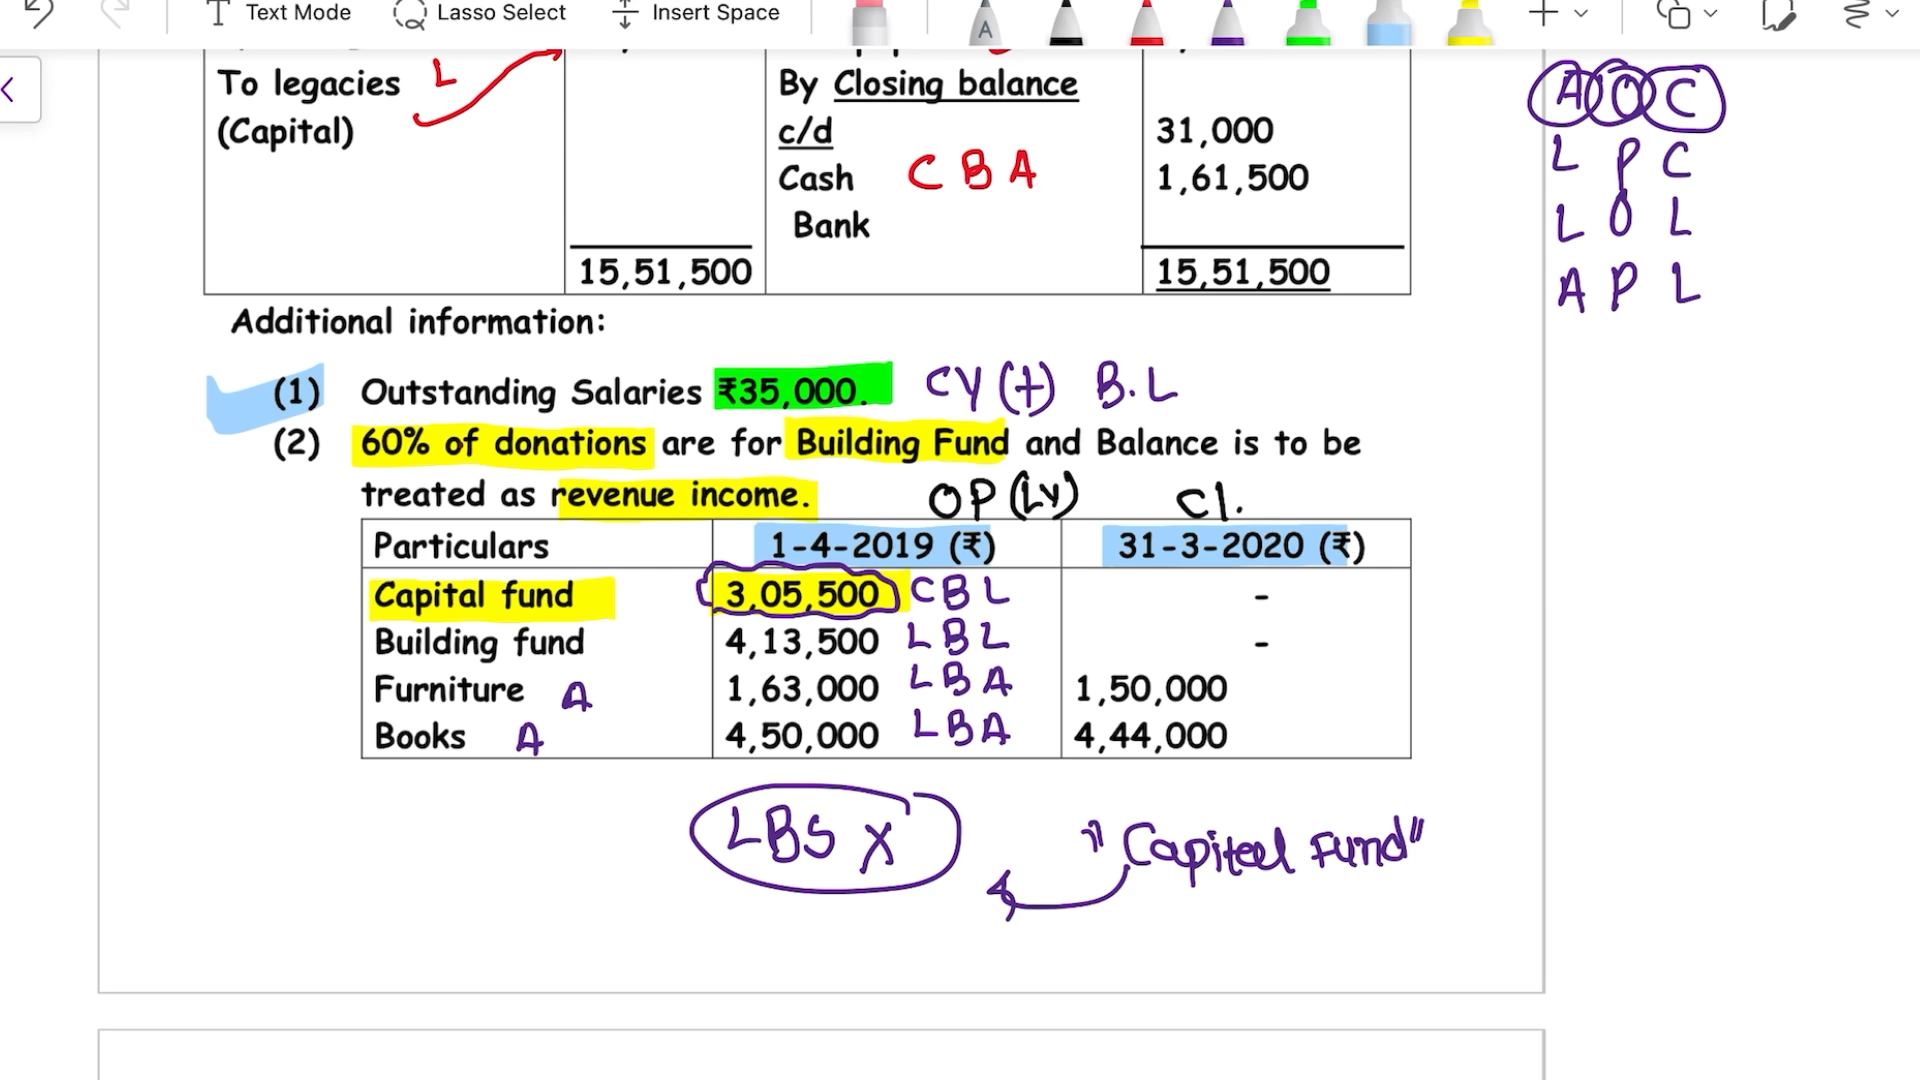 Text Mode Lasso Select Insert Space
A
To legacies L By Closing balance
(Capital) c/d 31,000
Cash C B A 1,61,500
Bank
15,51,500 15,51,500
A O C
L P C
L O L
A P L
Additional information:
(1) Outstanding Salaries ₹35,000. CY (+) B.L
(2) 60% of donations are for Building Fund and Balance is to be
treated as revenue income. OP (LY) Cl.
Particulars 1-4-2019 (₹) 31-3-2020 (₹)
Capital fund 3,05,500 CBL -
Building fund 4,13,500 LBL -
Furniture A 1,63,000 LBA 1,50,000
Books A 4,50,000 LBA 4,44,000
LBS X "Capital Fund"